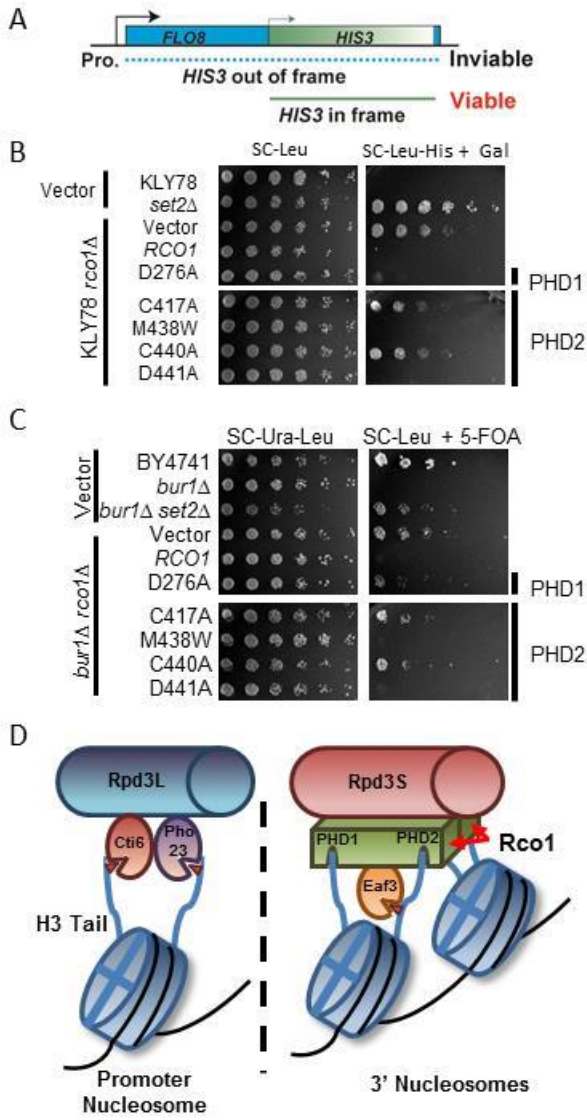 A
FLO8 HIS3
Pro. Inviable
HIS3 out of frame
Viable
HIS3 in frame
B
SC-Leu SC-Leu-His + Gal
Vector
KLY78
set2Δ
KLY78 rco1Δ
Vector
RCO1
D276A
PHD1
C417A
M438W
C440A
D441A
PHD2
C
SC-Ura-Leu SC-Leu + 5-FOA
Vector
BY4741
bur1Δ
bur1Δ set2Δ
bur1Δ rco1Δ
Vector
RCO1
D276A
PHD1
C417A
M438W
C440A
D441A
PHD2
D
Rpd3L
Cti6
Pho
23
H3 Tail
Promoter
Nucleosome
Rpd3S
PHD1 PHD2
Rco1
Eaf3
3' Nucleosomes